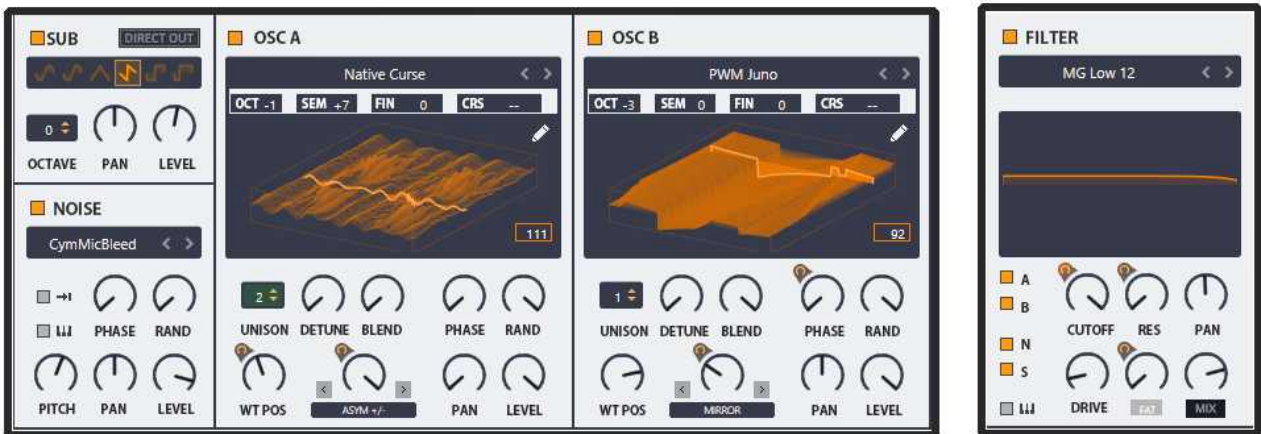 SUB DIRECT OUT
0
OCTAVE PAN LEVEL
NOISE
CymMicBleed
PHASE RAND
PITCH PAN LEVEL
OSC A
Native Curse
OCT -1 SEM +7 FIN 0 CRS --
111
2
UNISON DETUNE BLEND PHASE RAND
WT POS ASYM +/- PAN LEVEL
OSC B
PWM Juno
OCT -3 SEM 0 FIN 0 CRS --
92
1
UNISON DETUNE BLEND PHASE RAND
WT POS MIRROR PAN LEVEL
FILTER
MG Low 12
A
B
CUTOFF RES PAN
N
S
DRIVE FAT MIX